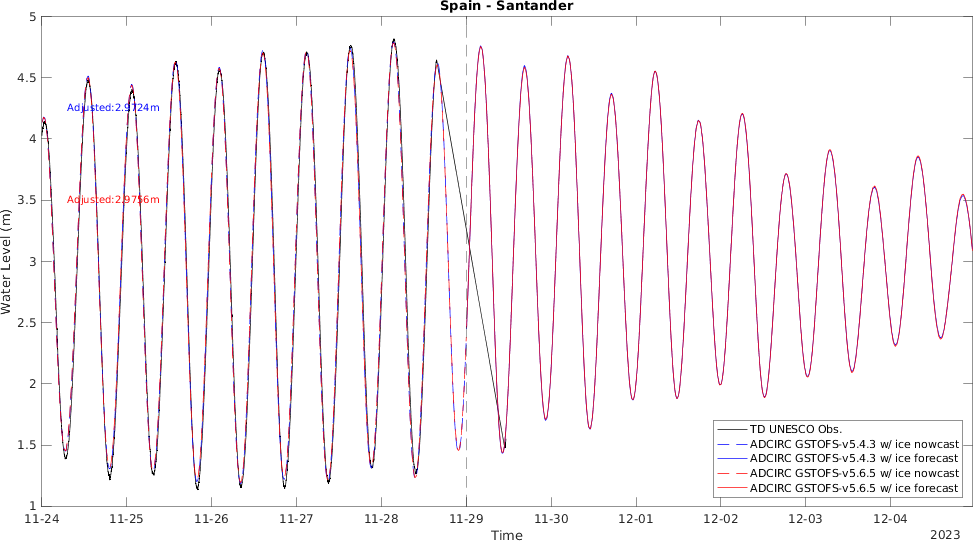 Spain - Santander
5
4.5
4
3.5
3
2.5
2
1.5
1
Water Level (m)
Adjusted:2.9724m
Adjusted:2.9756m
TD UNESCO Obs.
ADCIRC GSTOFS-v5.4.3 w/ ice nowcast
ADCIRC GSTOFS-v5.4.3 w/ ice forecast
ADCIRC GSTOFS-v5.6.5 w/ ice nowcast
ADCIRC GSTOFS-v5.6.5 w/ ice forecast
11-24 11-25 11-26 11-27 11-28 11-29 11-30 12-01 12-02 12-03 12-04
Time
2023